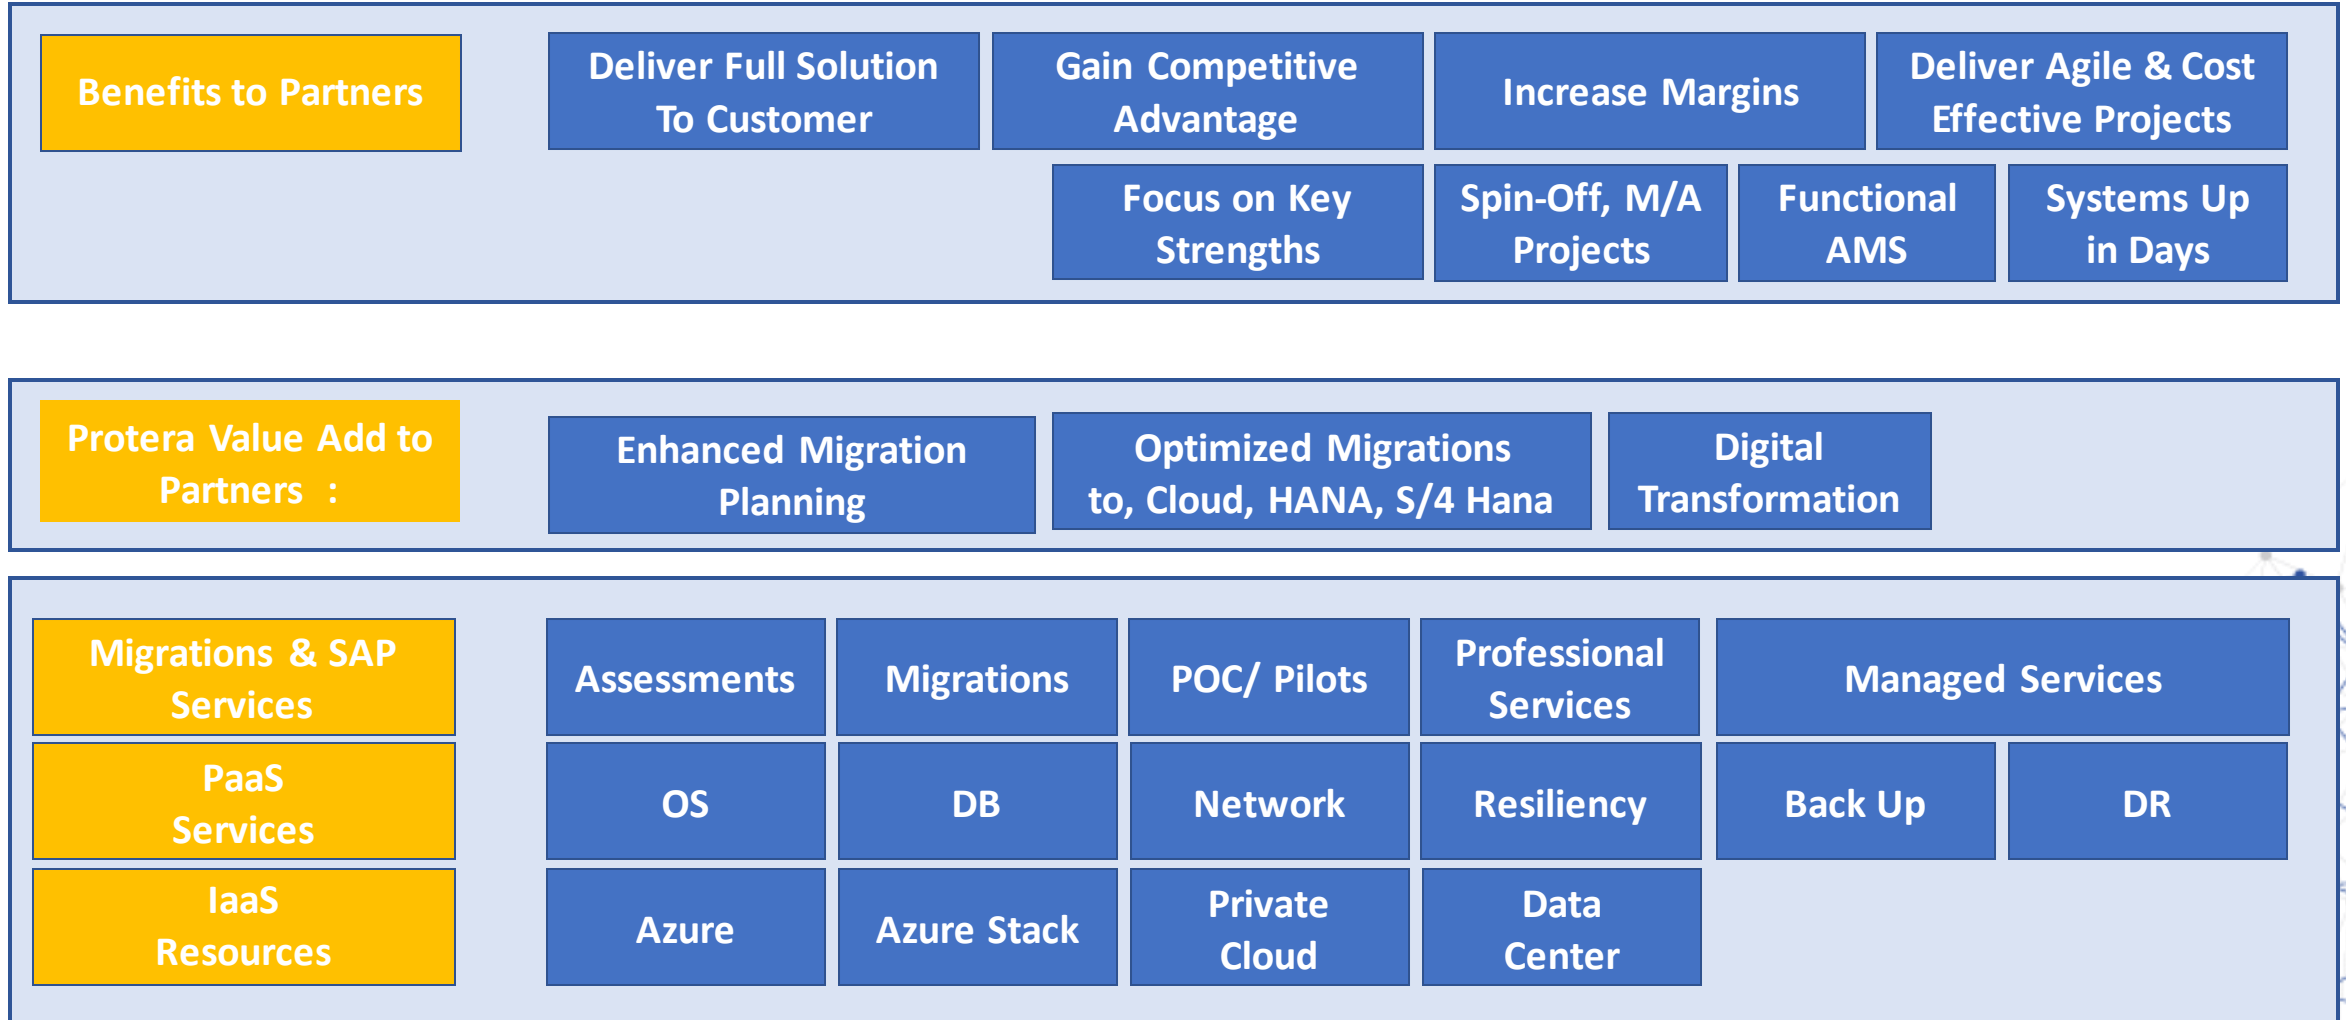 Benefits to Partners
Deliver Full Solution
To Customer
Gain Competitive
Advantage
Increase Margins
Deliver Agile & Cost
Effective Projects
Focus on Key
Strengths
Spin-Off, M/A
Projects
Functional
AMS
Systems Up
in Days
Protera Value Add to
Partners :
Enhanced Migration
Planning
Optimized Migrations
to, Cloud, HANA, S/4 Hana
Digital
Transformation
Migrations & SAP
Services
Assessments
Migrations
POC/ Pilots
Professional
Services
Managed Services
PaaS
Services
OS
DB
Network
Resiliency
Back Up
DR
IaaS
Resources
Azure
Azure Stack
Private
Cloud
Data
Center